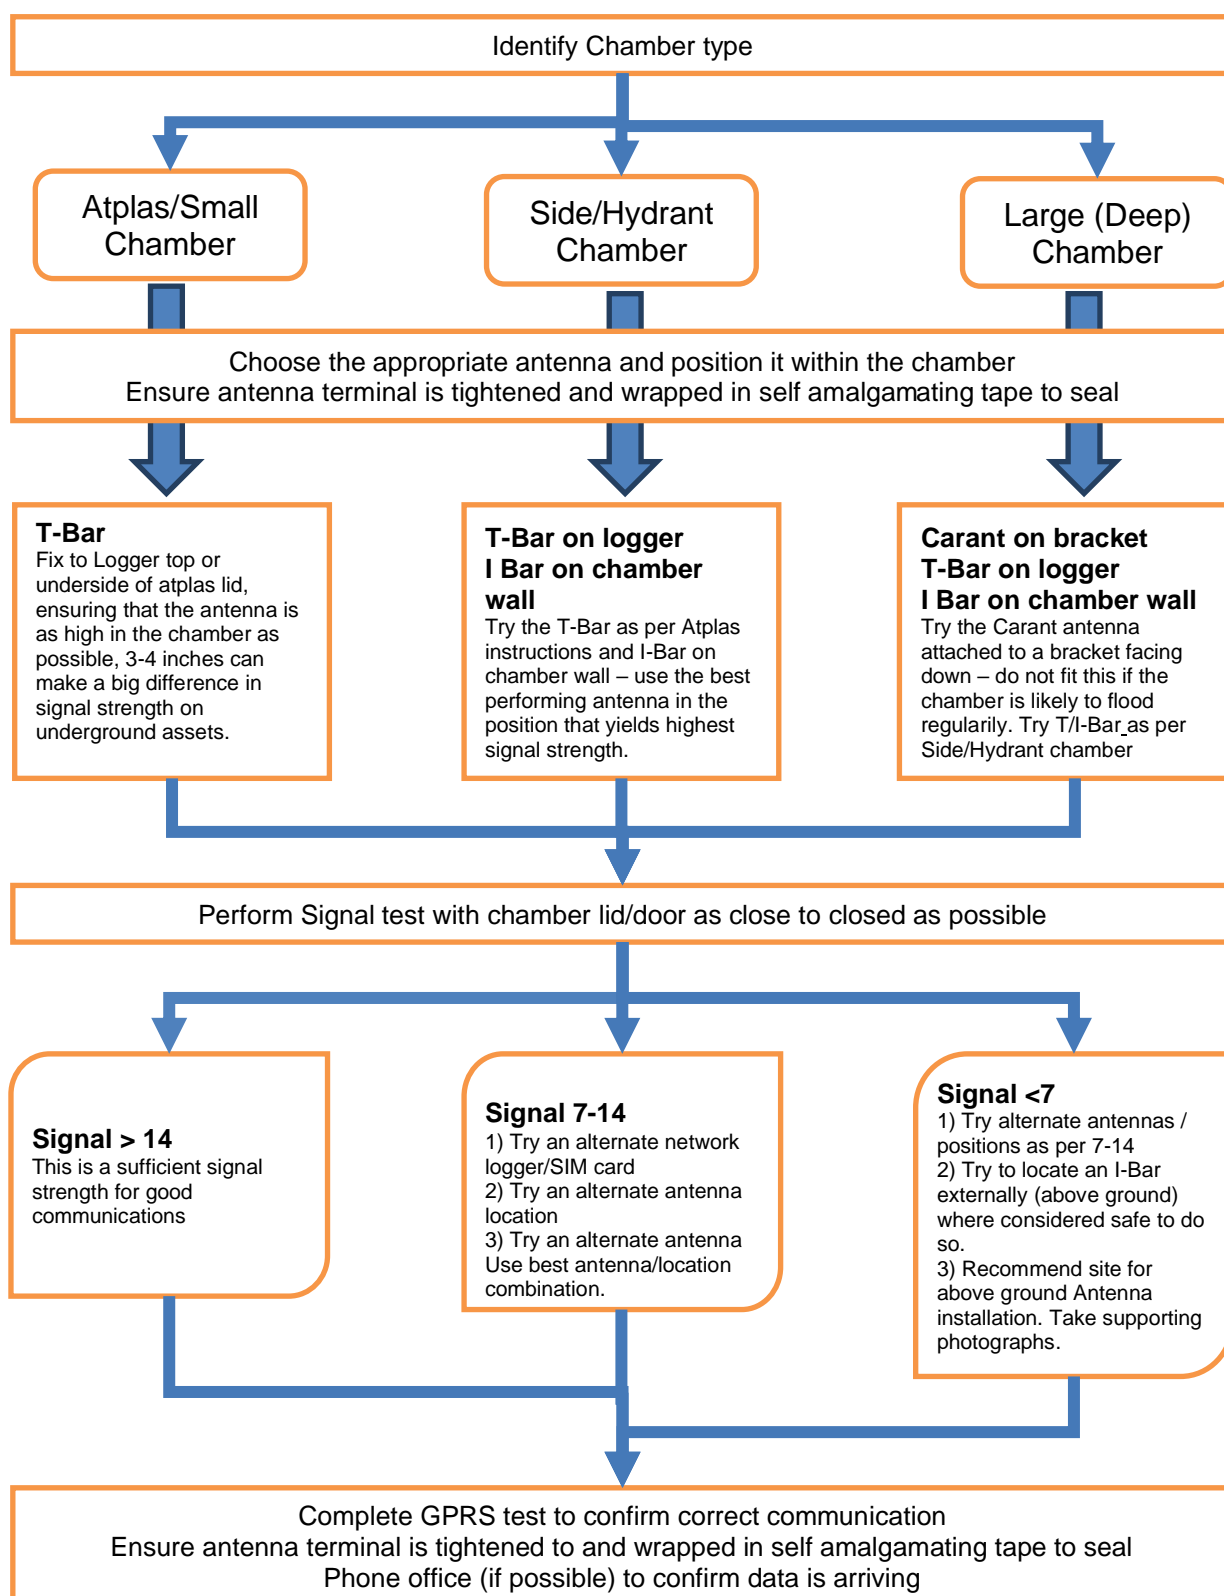 Identify Chamber type
Atplas/Small
Chamber
Side/Hydrant
Chamber
Large (Deep)
Chamber
Choose the appropriate antenna and position it within the chamber
Ensure antenna terminal is tightened and wrapped in self amalgamating tape to seal
T-Bar
Fix to Logger top or
underside of atplas lid,
ensuring that the antenna is
as high in the chamber as
possible, 3-4 inches can
make a big difference in
signal strength on
underground assets.
T-Bar on logger
I Bar on chamber
wall
Try the T-Bar as per Atplas
instructions and I-Bar on
chamber wall – use the best
performing antenna in the
position that yields highest
signal strength.
Carant on bracket
T-Bar on logger
I Bar on chamber wall
Try the Carant antenna
attached to a bracket facing
down – do not fit this if the
chamber is likely to flood
regularily. Try T/I-Bar as per
Side/Hydrant chamber
Perform Signal test with chamber lid/door as close to closed as possible
Signal > 14
This is a sufficient signal
strength for good
communications
Signal 7-14
1) Try an alternate network
logger/SIM card
2) Try an alternate antenna
location
3) Try an alternate antenna
Use best antenna/location
combination.
Signal <7
1) Try alternate antennas /
positions as per 7-14
2) Try to locate an I-Bar
externally (above ground)
where considered safe to do
so.
3) Recommend site for
above ground Antenna
installation. Take supporting
photographs.
Complete GPRS test to confirm correct communication
Ensure antenna terminal is tightened to and wrapped in self amalgamating tape to seal
Phone office (if possible) to confirm data is arriving